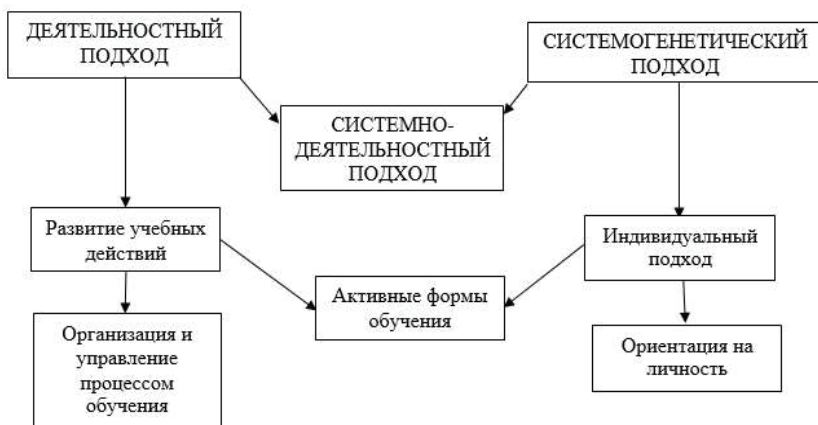 ДЕЯТЕЛЬНОСТНЫЙ
ПОДХОД
СИСТЕМОГЕНЕТИЧЕСКИЙ
ПОДХОД
СИСТЕМНО-
ДЕЯТЕЛЬНОСТНЫЙ
ПОДХОД
Развитие учебных
действий
Индивидуальный
подход
Активные формы
обучения
Организация и
управление
процессом
обучения
Ориентация на
личность